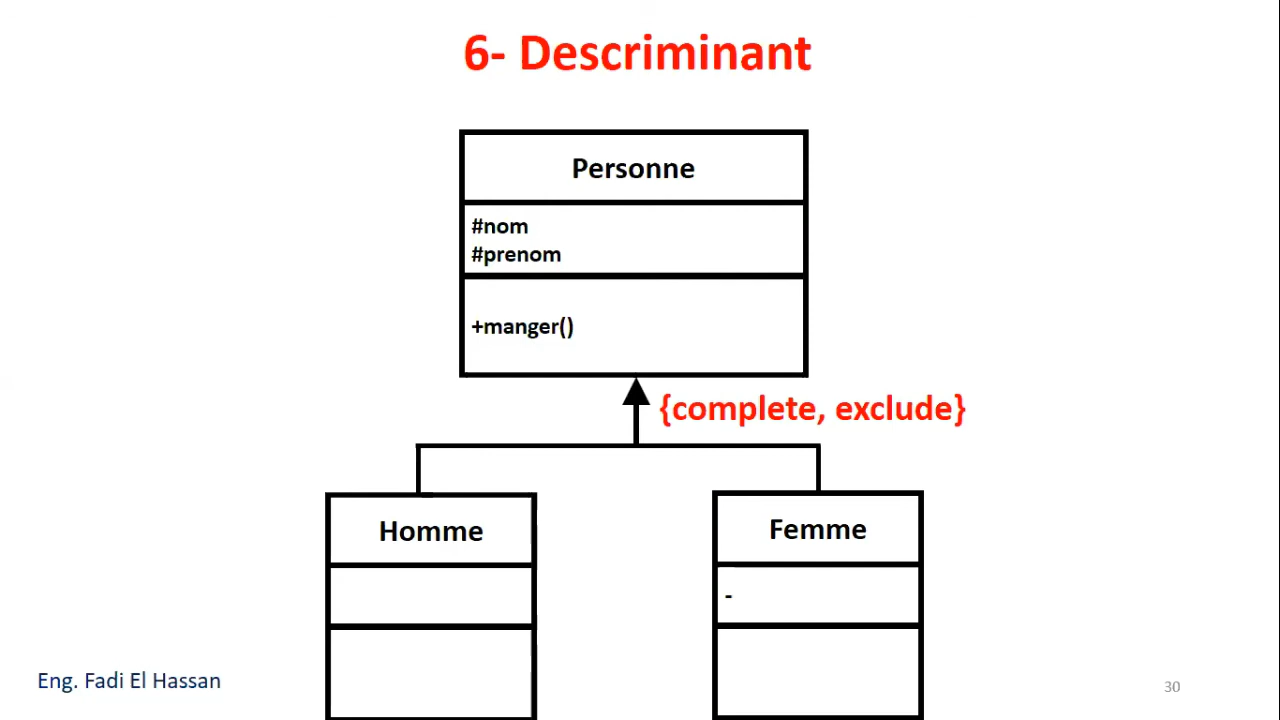 6- Descriminant
Personne
#nom
#prenom
+manger()
{complete, exclude}
Homme
Femme
-
Eng. Fadi El Hassan
30